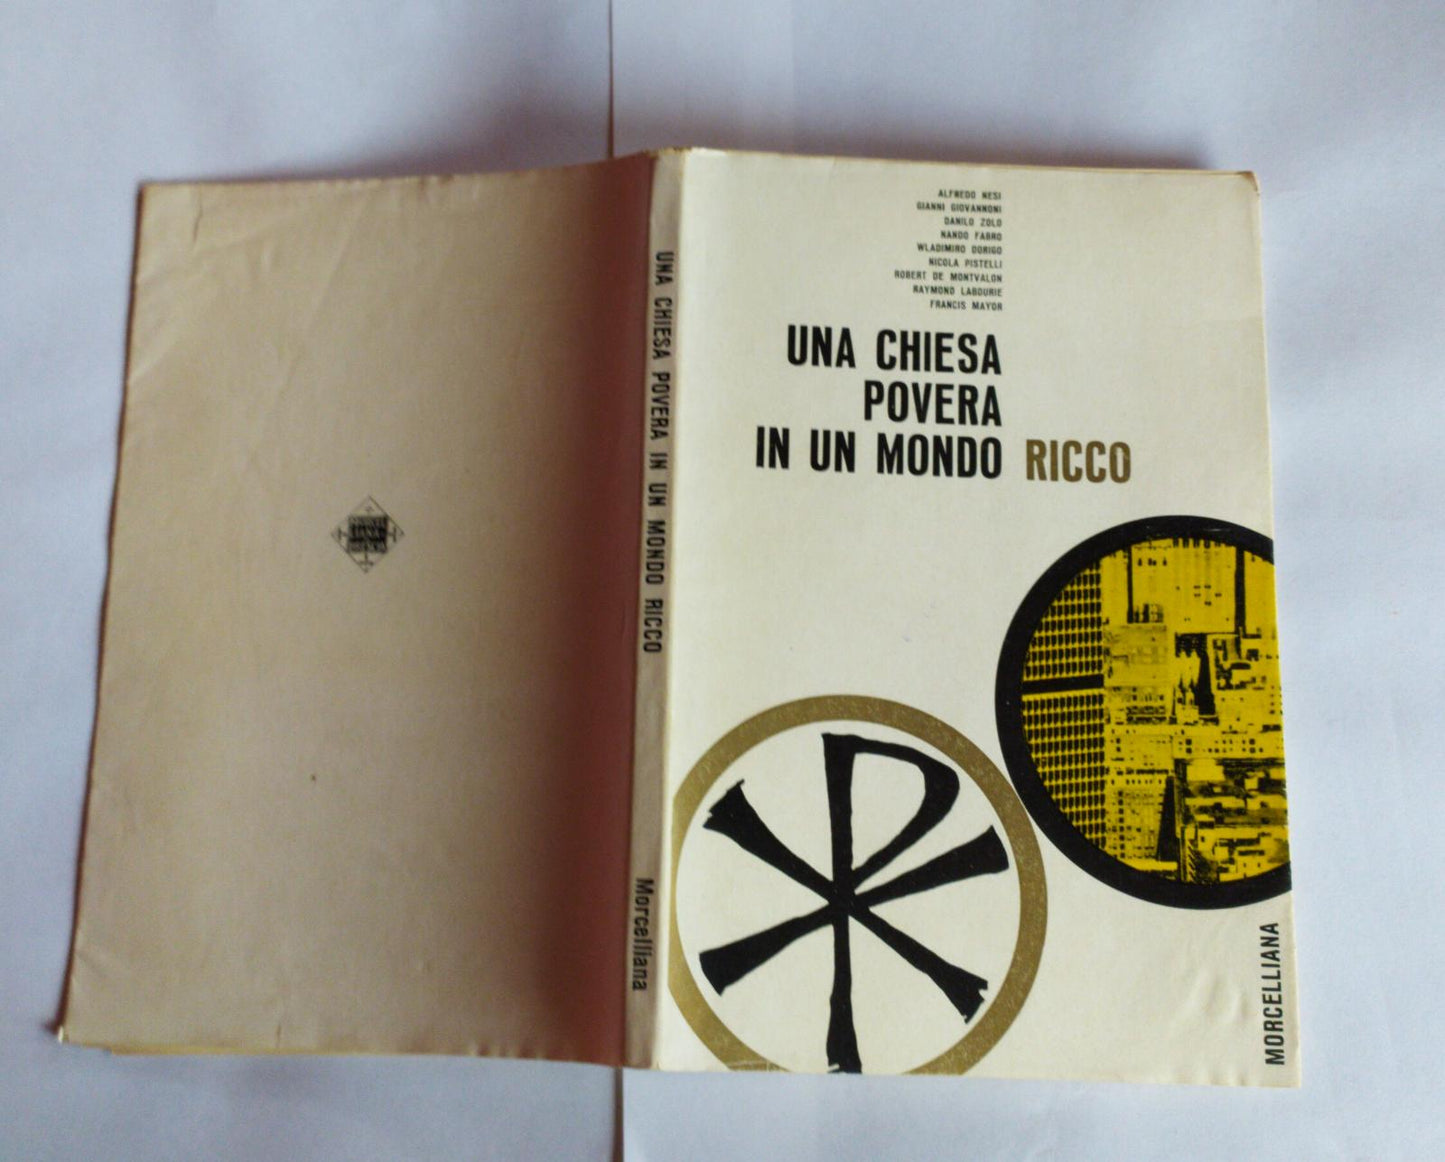 ALFREDO NESI
GIANNI GIOVANNONI
DANILO ZOLO
NANDO FABRO
WLADIMIRO DORIGO
NICOLA PISTELLI
ROBERT DE MONTVALON
RAYMOND LABOURIE
FRANCIS MAYOR
UNA CHIESA
POVERA
IN UN MONDO RICCO
MORCELLIANA
UNA CHIESA POVERA IN UN MONDO RICCO
Morcelliana